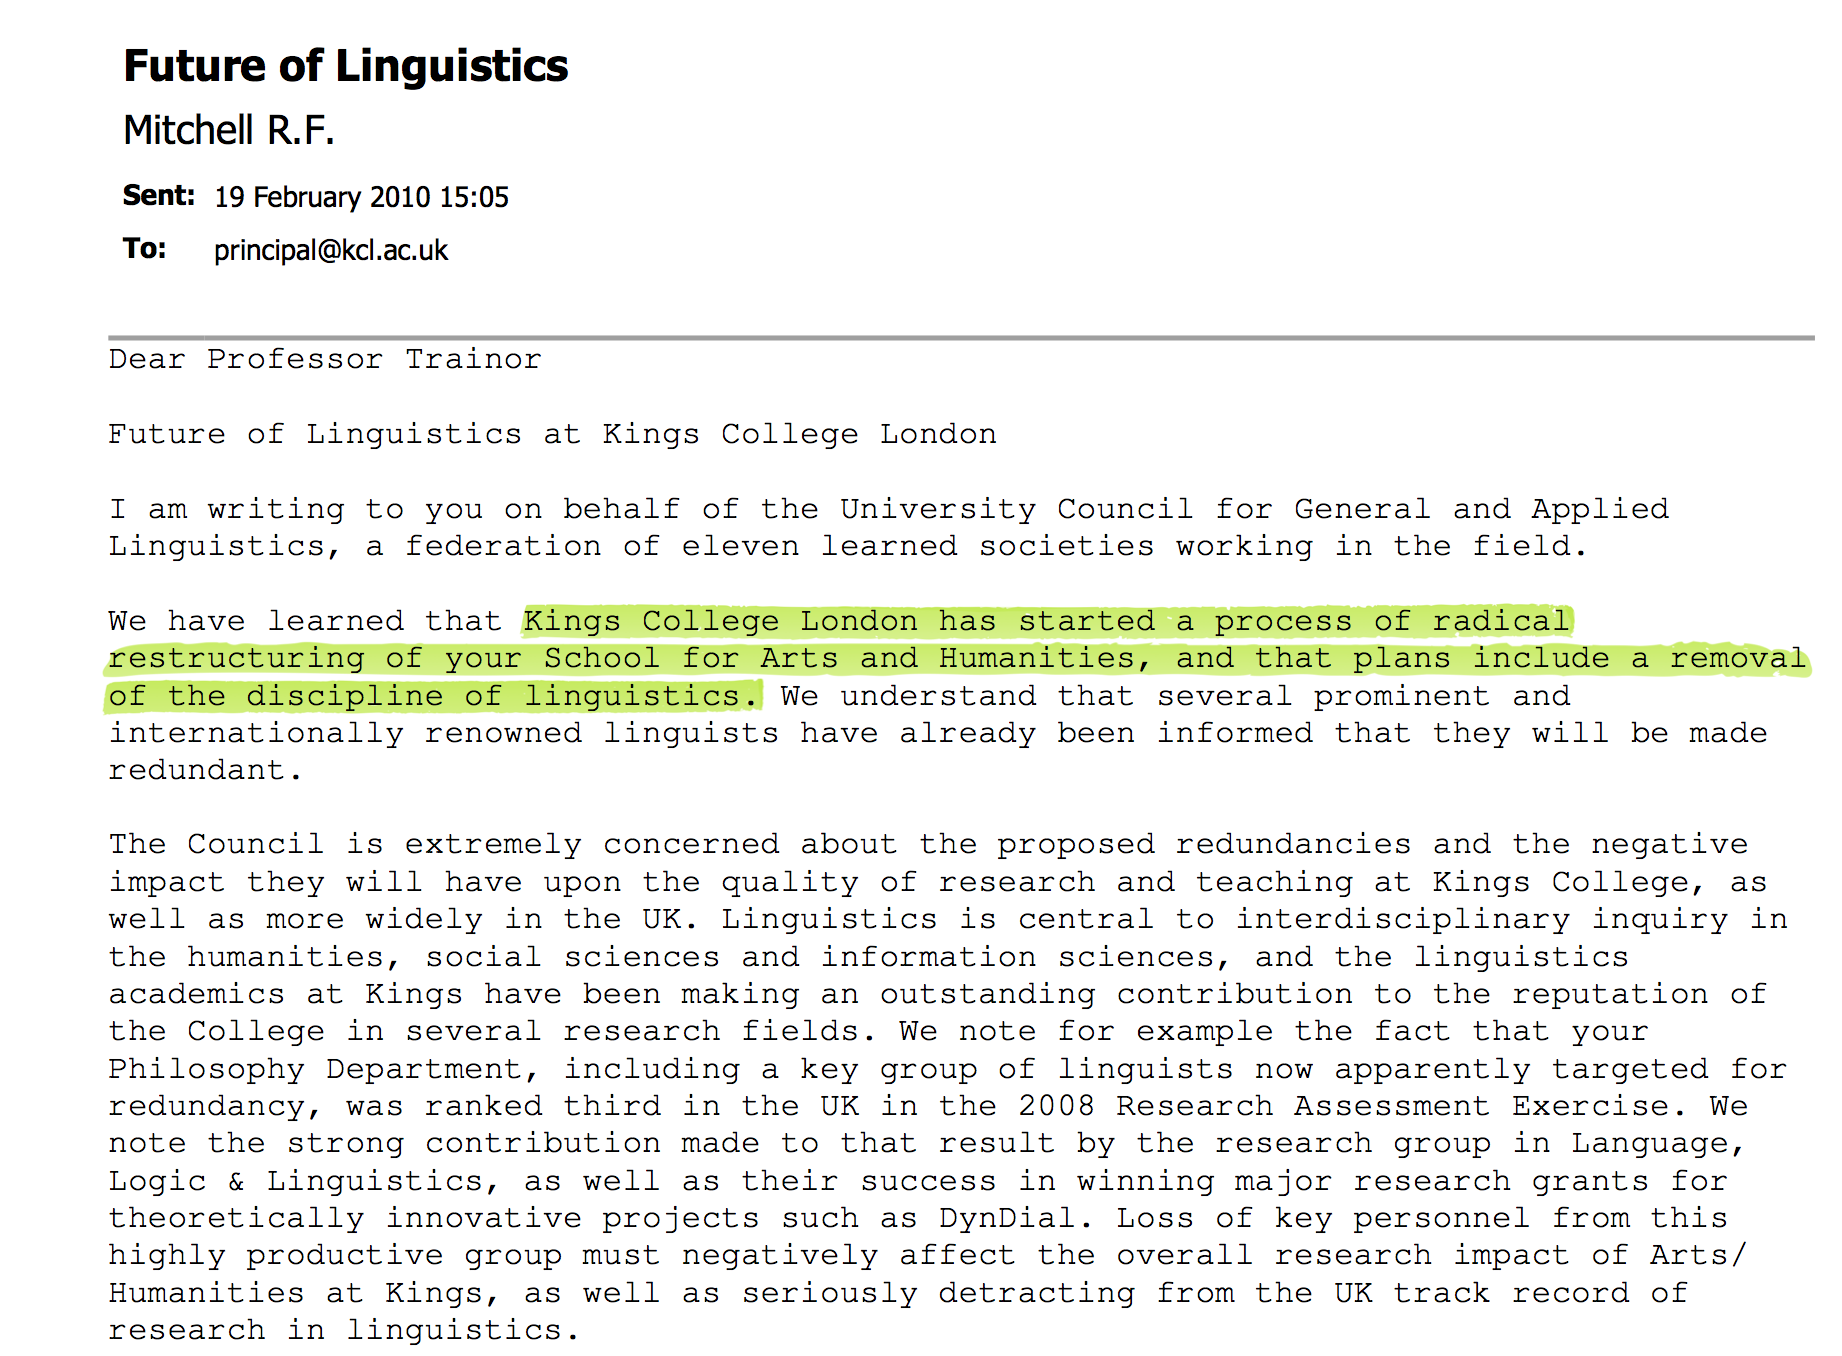 Future of Linguistics
Mitchell R.F.
Sent: 19 February 2010 15:05
To: principal@kcl.ac.uk
Dear Professor Trainor
Future of Linguistics at Kings College London
I am writing to you on behalf of the University Council for General and Applied
Linguistics, a federation of eleven learned societies working in the field.
We have learned that Kings College London has started a process of radical
restructuring of your School for Arts and Humanities, and that plans include a removal
of the discipline of linguistics. We understand that several prominent and
internationally renowned linguists have already been informed that they will be made
redundant.
The Council is extremely concerned about the proposed redundancies and the negative
impact they will have upon the quality of research and teaching at Kings College, as
well as more widely in the UK. Linguistics is central to interdisciplinary inquiry in
the humanities, social sciences and information sciences, and the linguistics
academics at Kings have been making an outstanding contribution to the reputation of
the College in several research fields. We note for example the fact that your
Philosophy Department, including a key group of linguists now apparently targeted for
redundancy, was ranked third in the UK in the 2008 Research Assessment Exercise. We
note the strong contribution made to that result by the research group in Language,
Logic & Linguistics, as well as their success in winning major research grants for
theoretically innovative projects such as DynDial. Loss of key personnel from this
highly productive group must negatively affect the overall research impact of Arts/
Humanities at Kings, as well as seriously detracting from the UK track record of
research in linguistics.